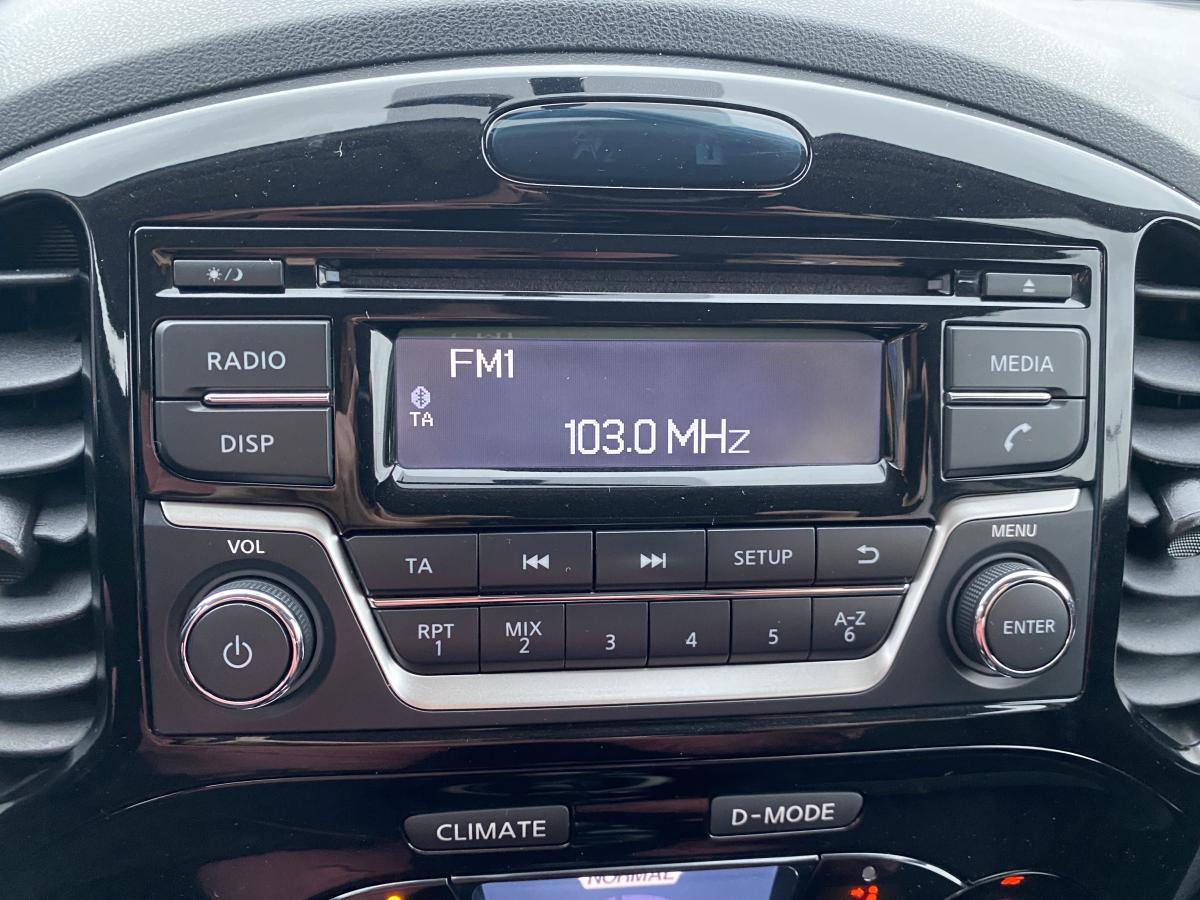 RADIO
DISP
FM1
TA
103.0 MHz
MEDIA
VOL
MENU
TA
SETUP
RPT
1
MIX
2
3
4
5
A-Z
6
ENTER
CLIMATE
D-MODE
NORMAL